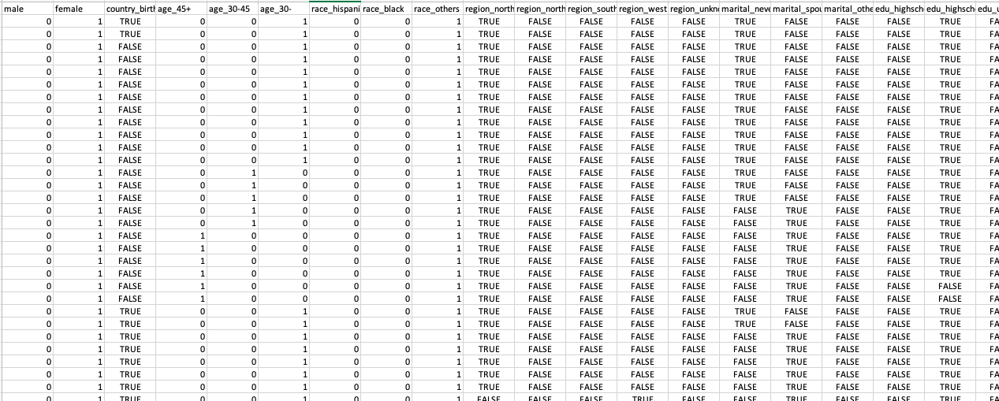 male female country_birth age_45+ age_30-45 age_30- race_hispani race_black race_others region_north region_north region_south region_west region_unkn marital_neve marital_spou marital_othe edu_highscho edu_highscho edu_u
0 1 TRUE 0 0 1 0 0 1 TRUE FALSE FALSE FALSE FALSE TRUE FALSE FALSE FALSE TRUE FA
0 1 TRUE 0 0 1 0 0 1 TRUE FALSE FALSE FALSE FALSE TRUE FALSE FALSE FALSE TRUE FA
0 1 FALSE 0 0 1 0 0 1 TRUE FALSE FALSE FALSE FALSE TRUE FALSE FALSE FALSE TRUE FA
0 1 FALSE 0 0 1 0 0 1 TRUE FALSE FALSE FALSE FALSE TRUE FALSE FALSE FALSE TRUE FA
0 1 FALSE 0 0 1 0 0 1 TRUE FALSE FALSE FALSE FALSE TRUE FALSE FALSE FALSE TRUE FA
0 1 FALSE 0 0 1 0 0 1 TRUE FALSE FALSE FALSE FALSE TRUE FALSE FALSE FALSE TRUE FA
0 1 FALSE 0 0 1 0 0 1 TRUE FALSE FALSE FALSE FALSE TRUE FALSE FALSE FALSE TRUE FA
0 1 FALSE 0 0 1 0 0 1 TRUE FALSE FALSE FALSE FALSE TRUE FALSE FALSE FALSE TRUE FA
0 1 FALSE 0 0 1 0 0 1 TRUE FALSE FALSE FALSE FALSE TRUE FALSE FALSE FALSE TRUE FA
0 1 FALSE 0 0 1 0 0 1 TRUE FALSE FALSE FALSE FALSE TRUE FALSE FALSE FALSE TRUE FA
0 1 FALSE 0 0 1 0 0 1 TRUE FALSE FALSE FALSE FALSE TRUE FALSE FALSE FALSE TRUE FA
0 1 FALSE 0 0 1 0 0 1 TRUE FALSE FALSE FALSE FALSE TRUE FALSE FALSE FALSE TRUE FA
0 1 FALSE 0 1 0 0 0 1 TRUE FALSE FALSE FALSE FALSE TRUE FALSE FALSE FALSE TRUE FA
0 1 FALSE 0 1 0 0 0 1 TRUE FALSE FALSE FALSE FALSE TRUE FALSE FALSE FALSE TRUE FA
0 1 FALSE 0 1 0 0 0 1 TRUE FALSE FALSE FALSE FALSE TRUE FALSE FALSE FALSE TRUE FA
0 1 FALSE 0 1 0 0 0 1 TRUE FALSE FALSE FALSE FALSE FALSE TRUE FALSE FALSE TRUE FA
0 1 FALSE 0 1 0 0 0 1 TRUE FALSE FALSE FALSE FALSE FALSE TRUE FALSE FALSE TRUE FA
0 1 FALSE 1 0 0 0 0 1 TRUE FALSE FALSE FALSE FALSE FALSE TRUE FALSE FALSE TRUE FA
0 1 FALSE 1 0 0 0 0 1 TRUE FALSE FALSE FALSE FALSE FALSE TRUE FALSE FALSE TRUE FA
0 1 FALSE 1 0 0 0 0 1 TRUE FALSE FALSE FALSE FALSE FALSE TRUE FALSE FALSE TRUE FA
0 1 FALSE 1 0 0 0 0 1 TRUE FALSE FALSE FALSE FALSE FALSE TRUE FALSE FALSE TRUE FA
0 1 FALSE 1 0 0 0 0 1 TRUE FALSE FALSE FALSE FALSE FALSE TRUE FALSE FALSE FALSE FA
0 1 FALSE 1 0 0 0 0 1 TRUE FALSE FALSE FALSE FALSE FALSE TRUE FALSE FALSE FALSE FA
0 1 TRUE 0 0 1 0 0 1 TRUE FALSE FALSE FALSE FALSE TRUE FALSE FALSE FALSE TRUE FA
0 1 TRUE 0 0 1 0 0 1 TRUE FALSE FALSE FALSE FALSE TRUE FALSE FALSE FALSE TRUE FA
0 1 TRUE 0 0 1 0 0 1 TRUE FALSE FALSE FALSE FALSE FALSE TRUE FALSE FALSE TRUE FA
0 1 TRUE 0 0 1 0 0 1 TRUE FALSE FALSE FALSE FALSE FALSE TRUE FALSE FALSE TRUE FA
0 1 TRUE 0 0 1 0 0 1 TRUE FALSE FALSE FALSE FALSE FALSE TRUE FALSE FALSE TRUE FA
0 1 TRUE 0 0 1 0 0 1 TRUE FALSE FALSE FALSE FALSE FALSE TRUE FALSE FALSE TRUE FA
0 1 TRUE 0 0 1 0 0 1 TRUE FALSE FALSE FALSE FALSE FALSE TRUE FALSE FALSE TRUE FA
0 1 TRUE 0 0 1 0 0 1 FALSE FALSE FALSE TRUE FALSE TRUE FALSE FALSE FALSE TRUE FA